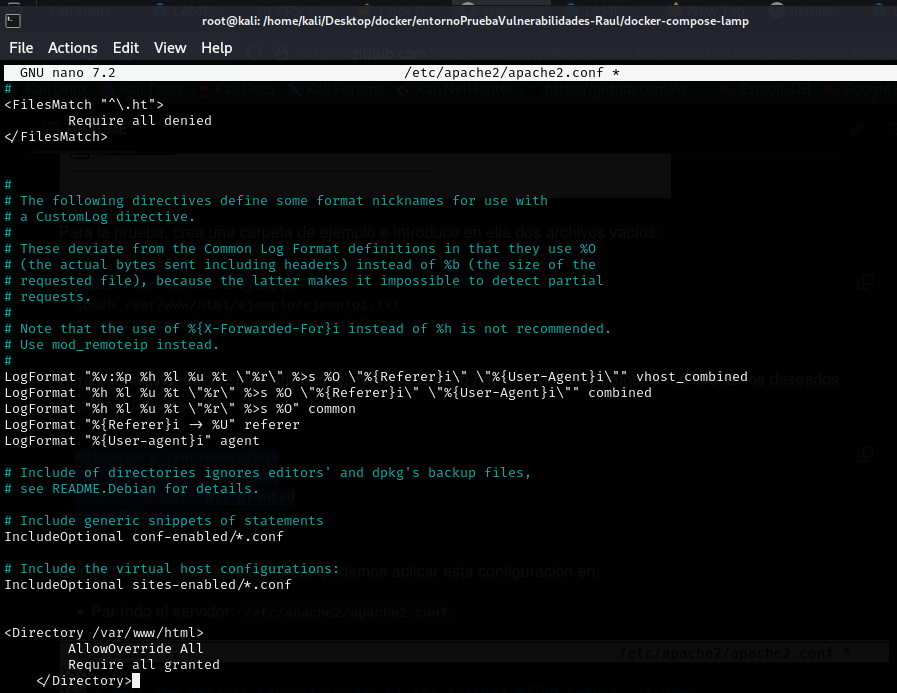 root@kali: /home/kali/Desktop/docker/entornoPruebaVulnerabilidades-Raul/docker-compose-lamp
File Actions Edit View Help
GNU nano 7.2 /etc/apache2/apache2.conf *
#
<FilesMatch "^\.ht">
Require all denied
</FilesMatch>
#
# The following directives define some format nicknames for use with
# a CustomLog directive.
#
# These deviate from the Common Log Format definitions in that they use %O
# (the actual bytes sent including headers) instead of %b (the size of the
# requested file), because the latter makes it impossible to detect partial
# requests.
#
# Note that the use of %{X-Forwarded-For}i instead of %h is not recommended.
# Use mod_remoteip instead.
#
LogFormat "%v:%p %h %l %u %t \"%r\" %>s %O \"%{Referer}i\" \"%{User-Agent}i\"" vhost_combined
LogFormat "%h %l %u %t \"%r\" %>s %O \"%{Referer}i\" \"%{User-Agent}i\"" combined
LogFormat "%h %l %u %t \"%r\" %>s %O" common
LogFormat "%{Referer}i -> %U" referer
LogFormat "%{User-agent}i" agent
# Include of directories ignores editors' and dpkg's backup files,
# see README.Debian for details.
# Include generic snippets of statements
IncludeOptional conf-enabled/*.conf
# Include the virtual host configurations:
IncludeOptional sites-enabled/*.conf
<Directory /var/www/html>
AllowOverride All
Require all granted
</Directory>